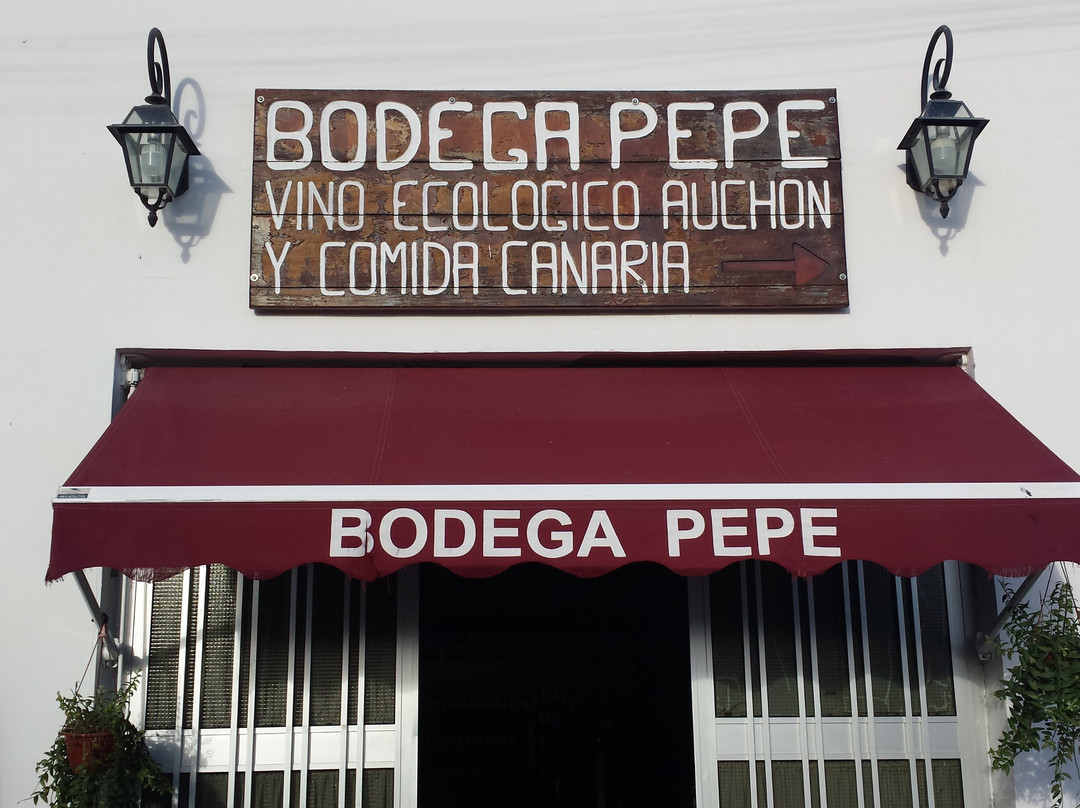 BODEGA PEPE
VINO ECOLOGICO AUCHON
Y COMIDA CANARIA
BODEGA PEPE